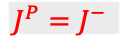 J^P = J^-